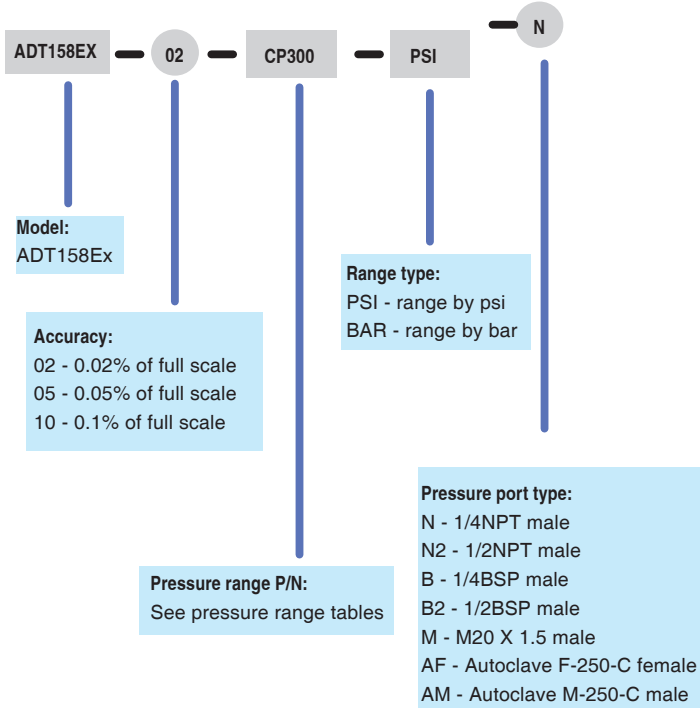 ADT158EX
02
CP300
PSI
N
Model:
ADT158Ex
Accuracy:
02 - 0.02% of full scale
05 - 0.05% of full scale
10 - 0.1% of full scale
Pressure range P/N:
See pressure range tables
Range type:
PSI - range by psi
BAR - range by bar
Pressure port type:
N - 1/4NPT male
N2 - 1/2NPT male
B - 1/4BSP male
B2 - 1/2BSP male
M - M20 X 1.5 male
AF - Autoclave F-250-C female
AM - Autoclave M-250-C male